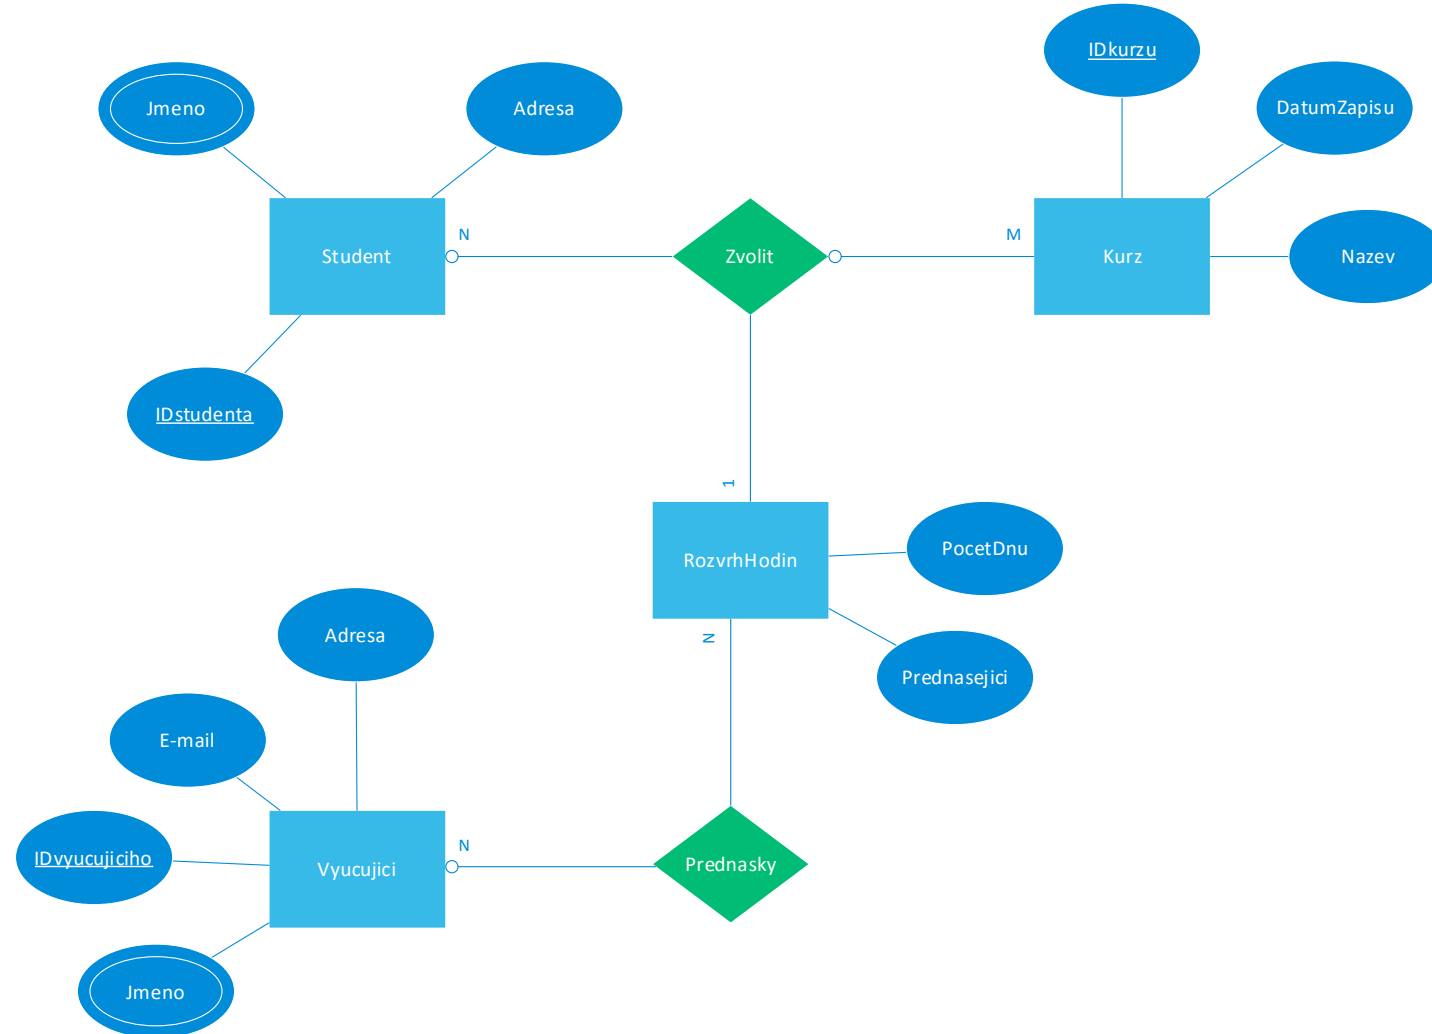 IDkurzu
Jmeno
Adresa
DatumZapisu
N
M
Student
Zvolit
Kurz
Nazev
IDstudenta
1
RozvrhHodin
PocetDnu
N
Adresa
Prednasejici
E-mail
N
IDvyucujiciho
Vyucujici
Prednasky
Jmeno